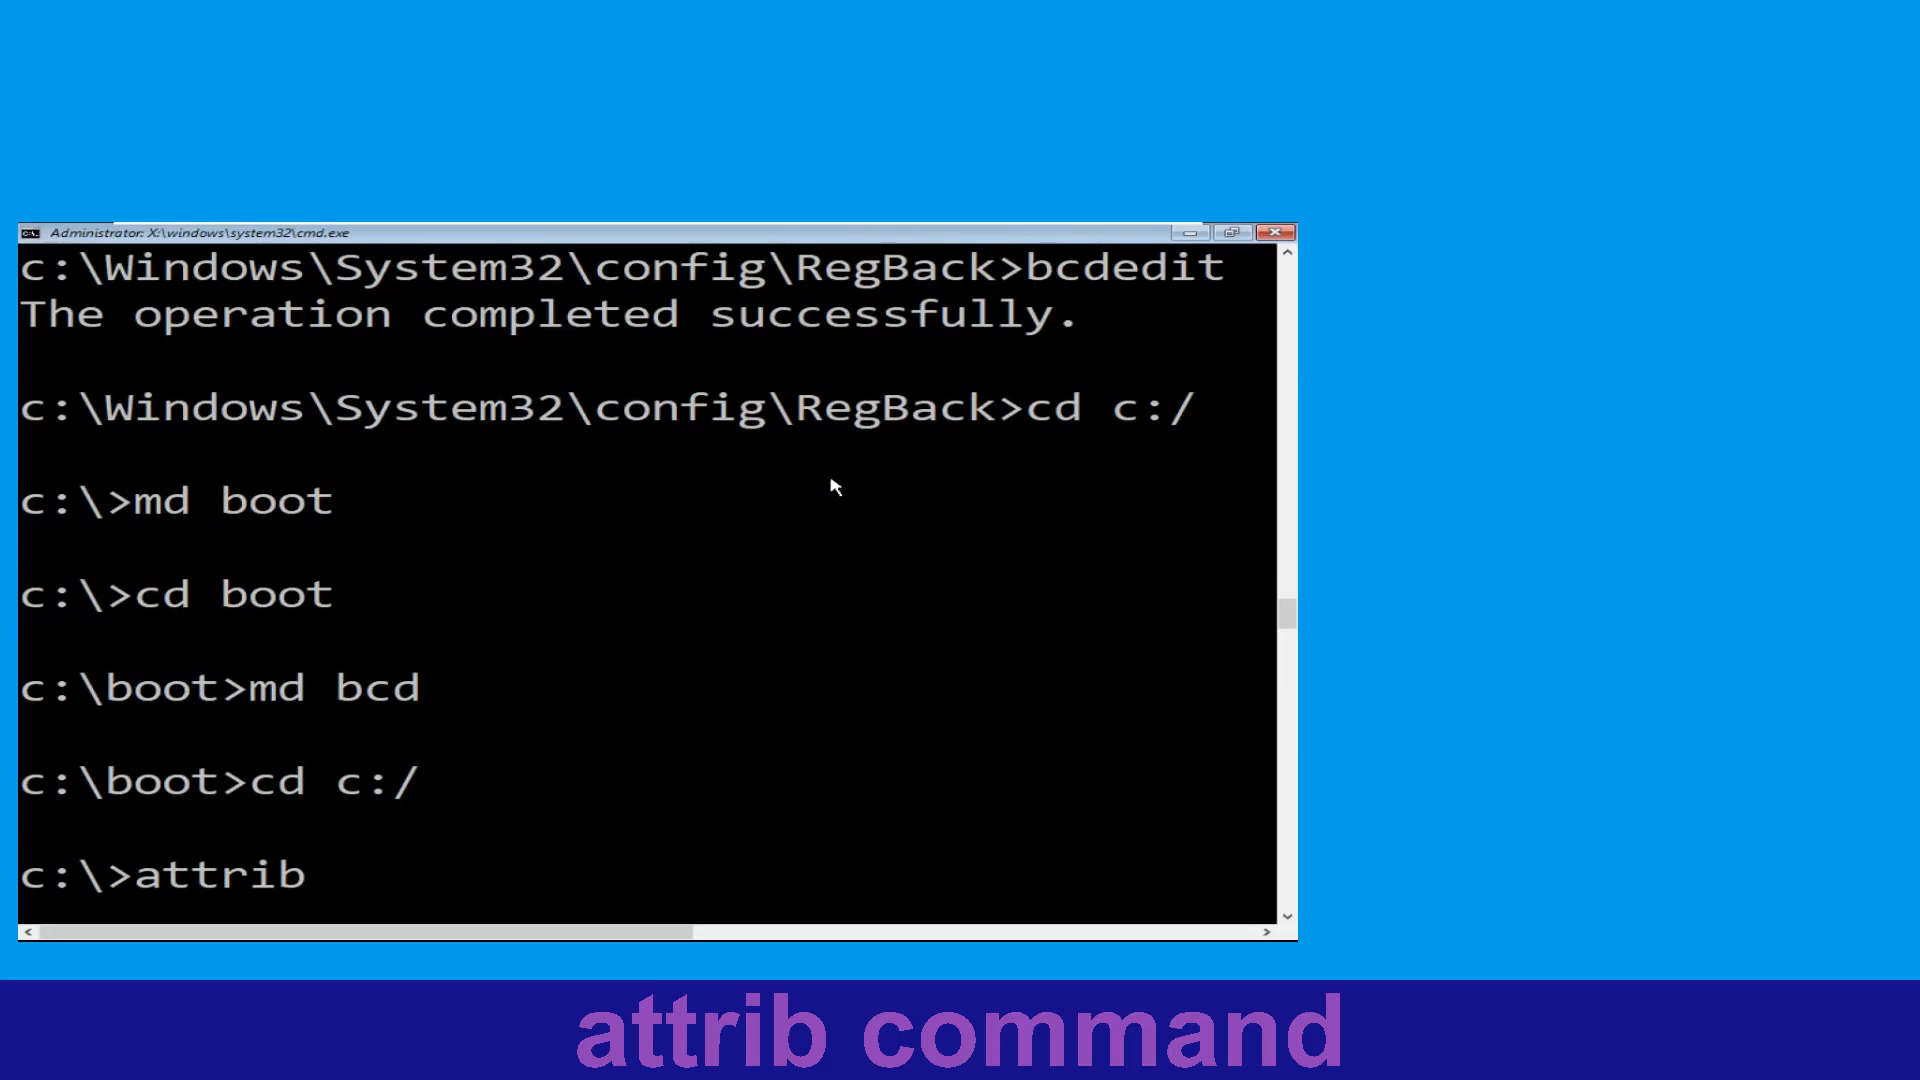 Administrator: X:\windows\system32\cmd.exe
c:\Windows\System32\config\RegBack>bcdedit
The operation completed successfully.
c:\Windows\System32\config\RegBack>cd c:/
c:\>md boot
c:\>cd boot
c:\boot>md bcd
c:\boot>cd c:/
c:\>attrib
attrib command